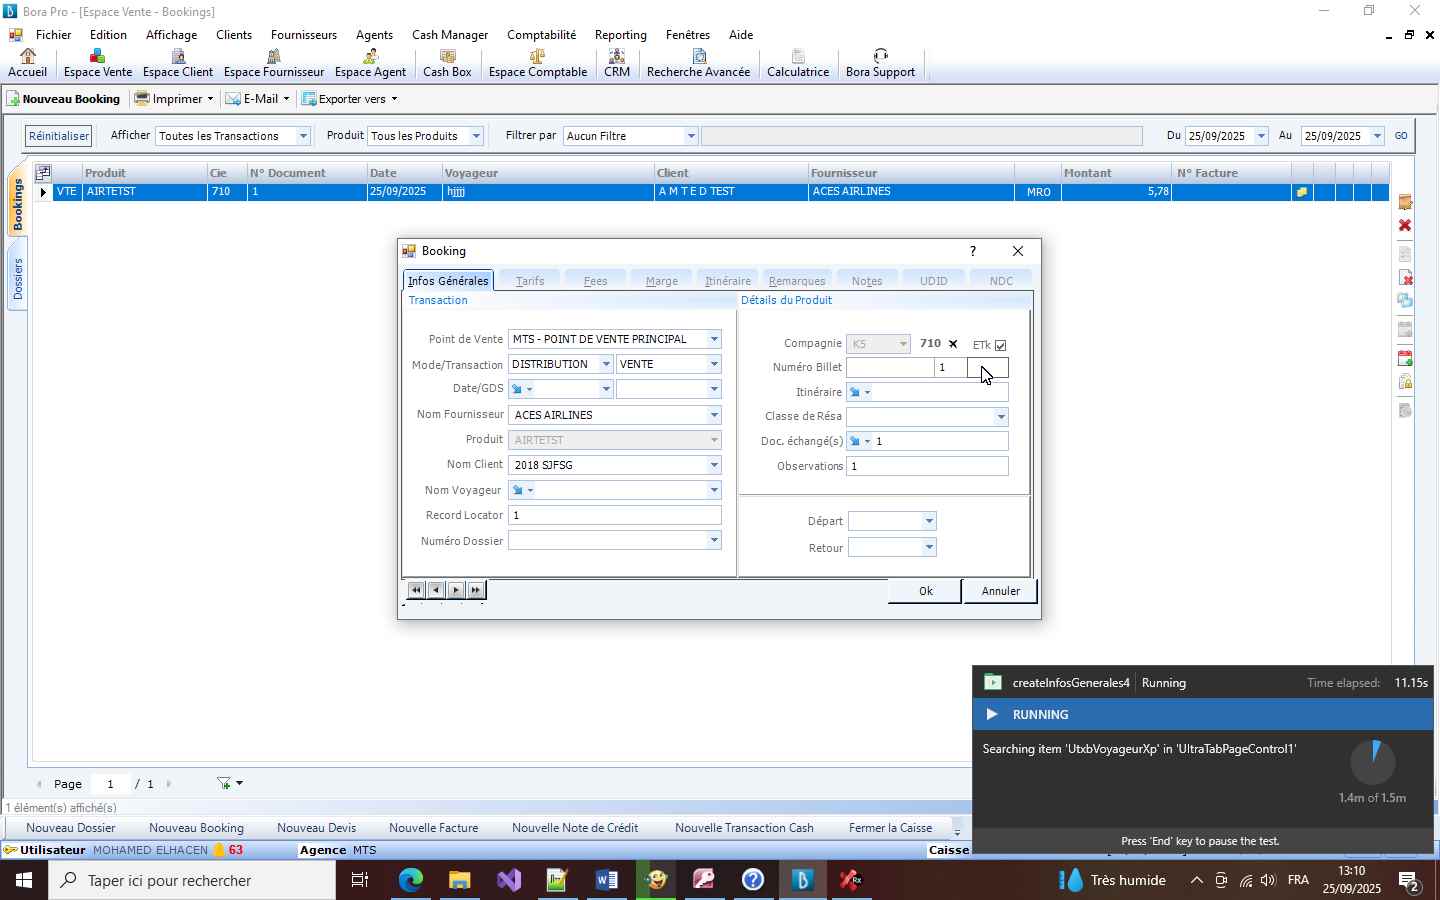 Bora Pro - [Espace Vente - Bookings]
Fichier Edition Affichage Clients Fournisseurs Agents Cash Manager Comptabilité Reporting Fenêtres Aide
Accueil Espace Vente Espace Client Espace Fournisseur Espace Agent Cash Box Espace Comptable CRM Recherche Avancée Calculatrice Bora Support
Nouveau Booking Imprimer E-Mail Exporter vers
Réinitialiser Afficher Toutes les Transactions Produit Tous les Produits Filtrer par Aucun Filtre Du 25/09/2025 Au 25/09/2025 GO
Bookings
Dossiers
Produit Cie N° Document Date Voyageur Client Fournisseur Montant N° Facture
VTE AIRTETST 710 1 25/09/2025 hjjjj A M T E D TEST ACES AIRLINES MRO 5,78
Booking ?
Infos Générales Tarifs Fees Marge Itinéraire Remarques Notes UDID NDC
Transaction
Point de Vente MTS - POINT DE VENTE PRINCIPAL
Mode/Transaction DISTRIBUTION VENTE
Date/GDS
Nom Fournisseur ACES AIRLINES
Produit AIRTETST
Nom Client 2018 SJFSG
Nom Voyageur
Record Locator 1
Numéro Dossier
Détails du Produit
Compagnie K5 710 ETk
Numéro Billet 1
Itinéraire
Classe de Résa
Doc. échangé(s) 1
Observations 1
Départ
Retour
Ok Annuler
createInfosGenerales4 Running Time elapsed: 11.15s
RUNNING
Searching item 'UtxbVoyageurXp' in 'UltraTabPageControl1'
1.4m of 1.5m
Press 'End' key to pause the test.
Page 1 / 1
1 élément(s) affiché(s)
Nouveau Dossier Nouveau Booking Nouveau Devis Nouvelle Facture Nouvelle Note de Crédit Nouvelle Transaction Cash Fermer la Caisse
Utilisateur MOHAMED ELHACEN 63 Agence MTS Caisse
Taper ici pour rechercher
Très humide FRA 13:10
25/09/2025
2